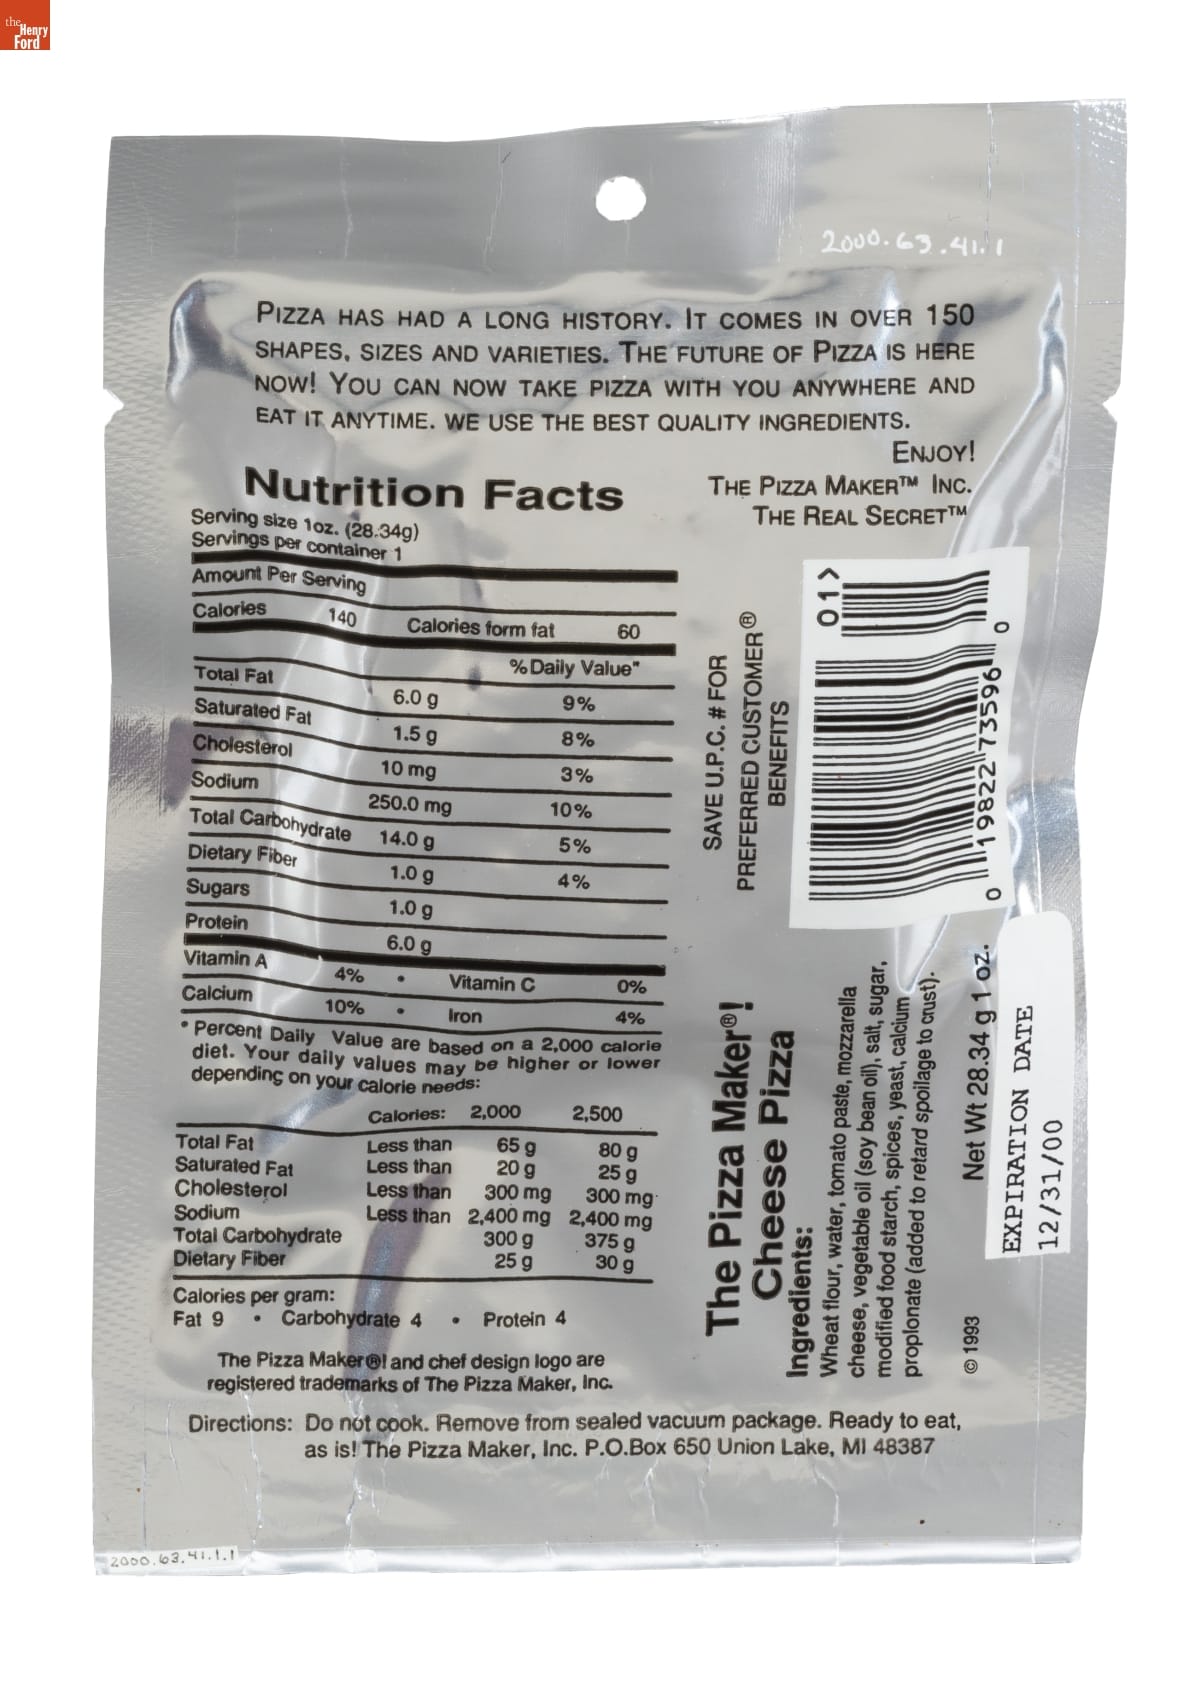 the
Henry
Ford
2000.63.41.1
PIZZA HAS HAD A LONG HISTORY. IT COMES IN OVER 150
SHAPES, SIZES AND VARIETIES. THE FUTURE OF PIZZA IS HERE
NOW! YOU CAN NOW TAKE PIZZA WITH YOU ANYWHERE AND
EAT IT ANYTIME. WE USE THE BEST QUALITY INGREDIENTS.
ENJOY!
THE PIZZA MAKER™ INC.
THE REAL SECRET™
Nutrition Facts
Serving size 1oz. (28.34g)
Servings per container 1
Amount Per Serving
Calories 140 Calories form fat 60
% Daily Value*
Total Fat 6.0 g 9%
Saturated Fat 1.5 g 8%
Cholesterol 10 mg 3%
Sodium 250.0 mg 10%
Total Carbohydrate 14.0 g 5%
Dietary Fiber 1.0 g 4%
Sugars 1.0 g
Protein 6.0 g
Vitamin A 4% • Vitamin C 0%
Calcium 10% • Iron 4%
* Percent Daily Value are based on a 2,000 calorie
diet. Your daily values may be higher or lower
depending on your calorie needs:
Calories: 2,000 2,500
Total Fat Less than 65 g 80 g
Saturated Fat Less than 20 g 25 g
Cholesterol Less than 300 mg 300 mg
Sodium Less than 2,400 mg 2,400 mg
Total Carbohydrate 300 g 375 g
Dietary Fiber 25 g 30 g
Calories per gram:
Fat 9 • Carbohydrate 4 • Protein 4
The Pizza Maker®! and chef design logo are
registered trademarks of The Pizza Maker, Inc.
SAVE U.P.C. # FOR
PREFERRED CUSTOMER®
BENEFITS
01>
0 19822 73596 0
The Pizza Maker®!
Cheese Pizza
Ingredients:
Wheat flour, water, tomato paste, mozzarella
cheese, vegetable oil (soy bean oil), salt, sugar,
modified food starch, spices, yeast, calcium
proplonate (added to retard spoilage to crust).
© 1993 Net Wt 28.34 g 1 oz.
EXPIRATION DATE
12/31/00
Directions: Do not cook. Remove from sealed vacuum package. Ready to eat,
as is! The Pizza Maker, Inc. P.O.Box 650 Union Lake, MI 48387
2000.63.41.1.1